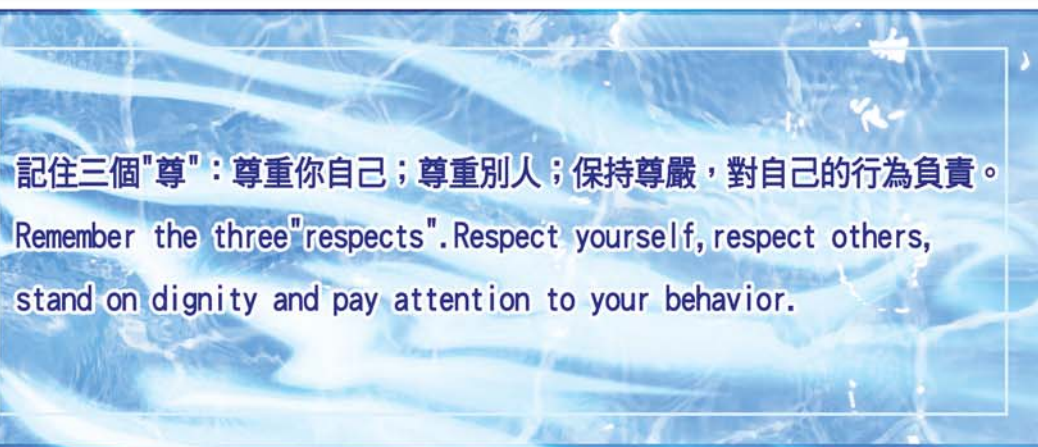 記住三個"尊"：尊重你自己；尊重別人；保持尊嚴，對自己的行為負責。
Remember the three"respects".Respect yourself,respect others,
stand on dignity and pay attention to your behavior.